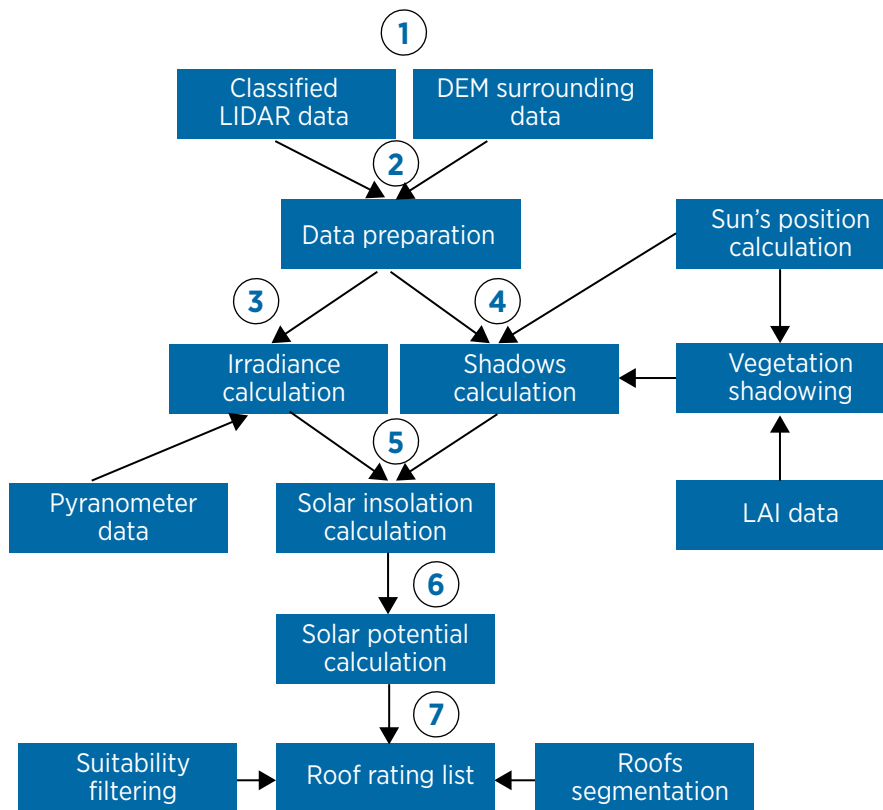 1
Classified
LIDAR data
DEM surrounding
data
2
Data preparation
Sun's position
calculation
3
4
Irradiance
calculation
Shadows
calculation
Vegetation
shadowing
5
Pyranometer
data
Solar insolation
calculation
LAI data
6
Solar potential
calculation
7
Suitability
filtering
Roof rating list
Roofs
segmentation